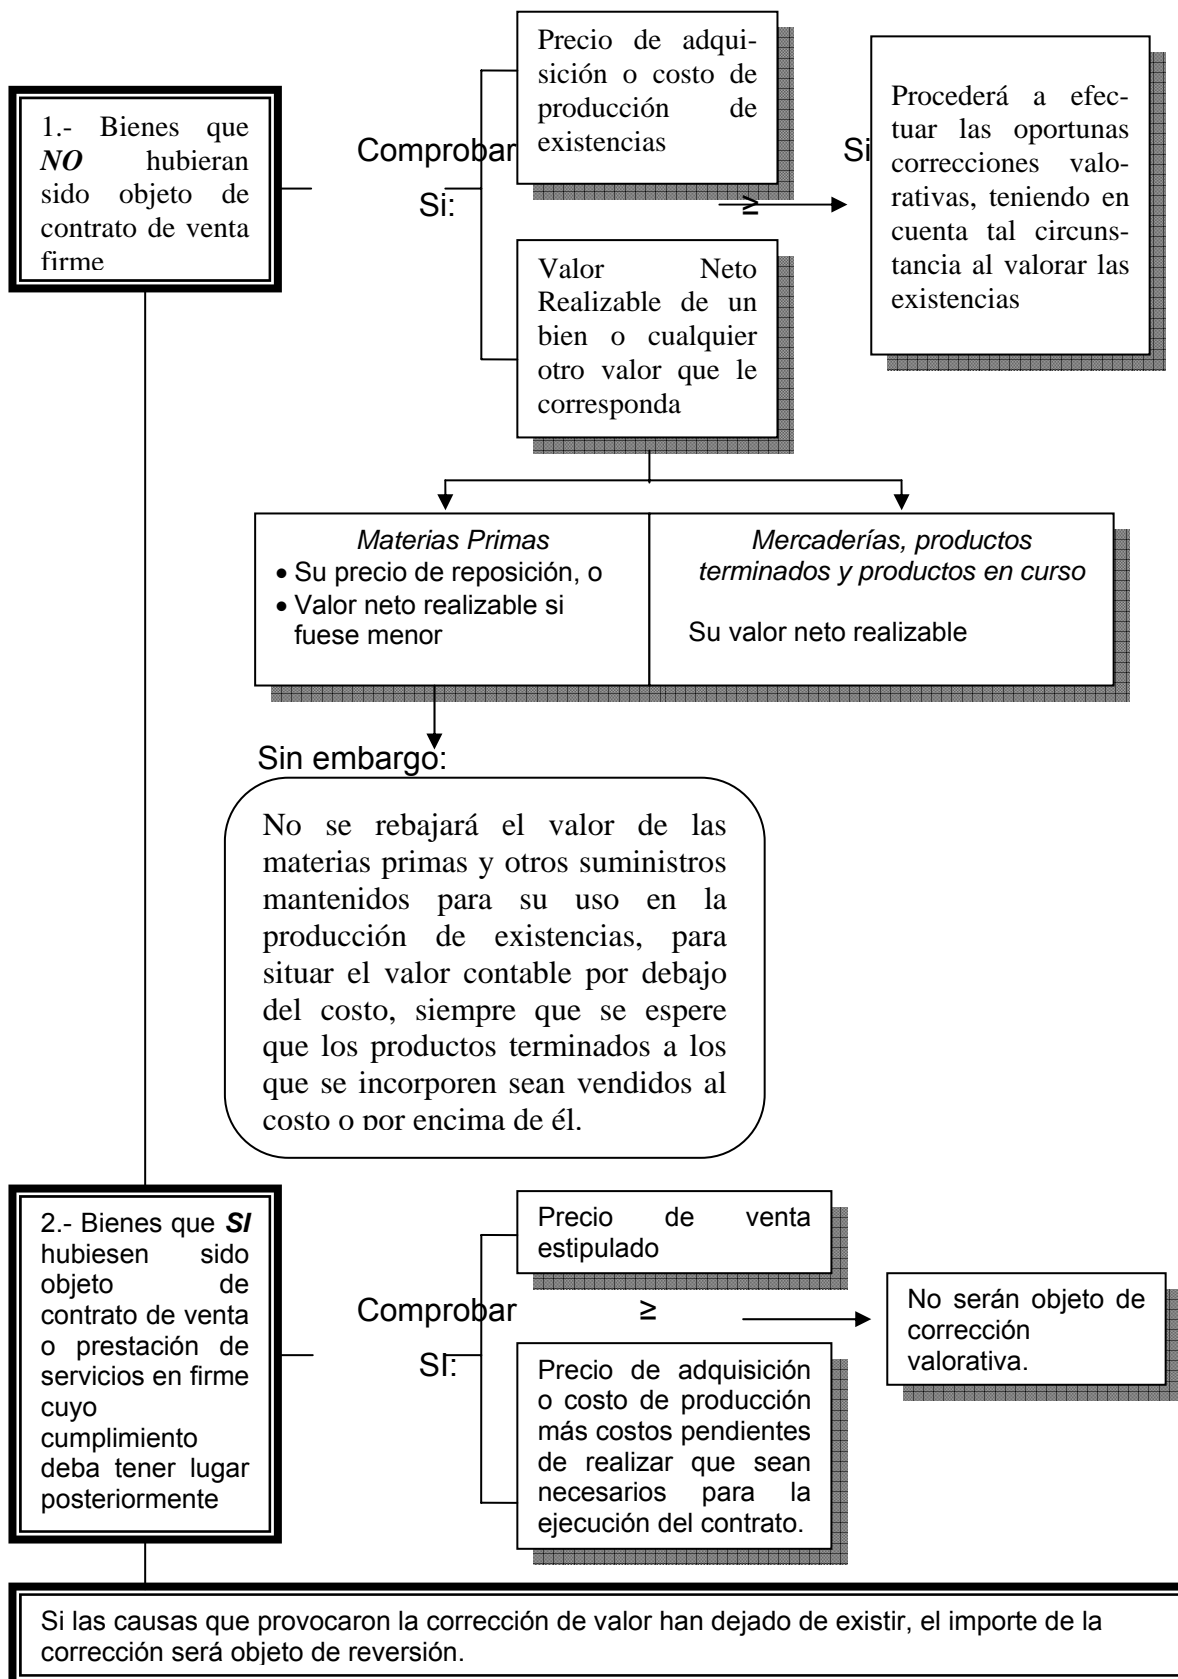 1.- Bienes que
NO hubieran
sido objeto de
contrato de venta
firme
Comprobar
Si:
Precio de adqui-
sición o costo de
producción de
existencias
≥
Valor Neto
Realizable de un
bien o cualquier
otro valor que le
corresponda
Si
Procederá a efec-
tuar las oportunas
correcciones valo-
rativas, teniendo en
cuenta tal circuns-
tancia al valorar las
existencias
Materias Primas
• Su precio de reposición, o
• Valor neto realizable si
fuese menor
Mercaderías, productos
terminados y productos en curso
Su valor neto realizable
Sin embargo:
No se rebajará el valor de las
materias primas y otros suministros
mantenidos para su uso en la
producción de existencias, para
situar el valor contable por debajo
del costo, siempre que se espere
que los productos terminados a los
que se incorporen sean vendidos al
costo o por encima de él.
2.- Bienes que SI
hubiesen sido
objeto de
contrato de venta
o prestación de
servicios en firme
cuyo
cumplimiento
deba tener lugar
posteriormente
Comprobar
SI:
Precio de venta
estipulado
≥
Precio de adquisición
o costo de producción
más costos pendientes
de realizar que sean
necesarios para la
ejecución del contrato.
No serán objeto de
corrección
valorativa.
Si las causas que provocaron la corrección de valor han dejado de existir, el importe de la
corrección será objeto de reversión.